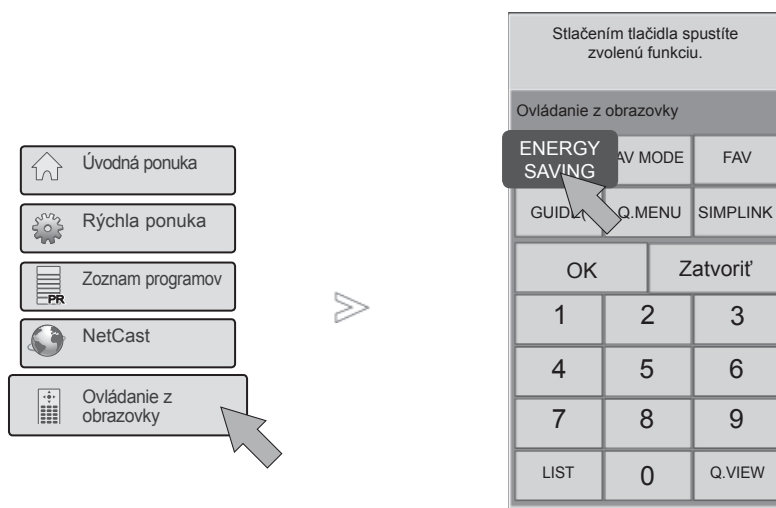 Úvodná ponuka
Rýchla ponuka
Zoznam programov
PR
NetCast
Ovládanie z
obrazovky
Stlačením tlačidla spustíte
zvolenú funkciu.
Ovládanie z obrazovky
ENERGY
SAVING
AV MODE
FAV
Q.MENU
SIMPLINK
OK
Zatvoriť
1
2
3
4
5
6
7
8
9
LIST
0
Q.VIEW